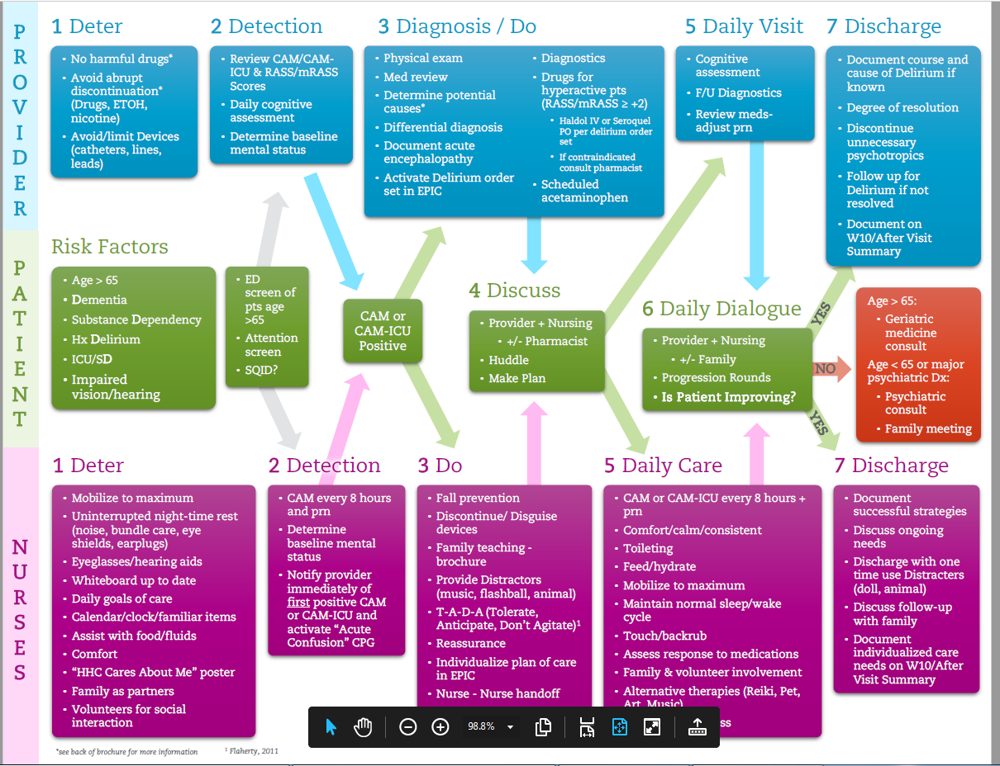 PROVIDER
1 Deter
• No harmful drugs*
• Avoid abrupt
discontinuation*
(Drugs, ETOH,
nicotine)
• Avoid/limit Devices
(catheters, lines,
leads)
2 Detection
• Review CAM/CAM-
ICU & RASS/mRASS
Scores
• Daily cognitive
assessment
• Determine baseline
mental status
3 Diagnosis / Do
• Physical exam
• Med review
• Determine potential
causes*
• Differential diagnosis
• Document acute
encephalopathy
• Activate Delirium order
set in EPIC
• Diagnostics
• Drugs for
hyperactive pts
(RASS/mRASS ≥ +2)
• Haldol IV or Seroquel
PO per delirium order
set
• If contraindicated
consult pharmacist
• Scheduled
acetaminophen
5 Daily Visit
• Cognitive
assessment
• F/U Diagnostics
• Review meds-
adjust prn
7 Discharge
• Document course and
cause of Delirium if
known
• Degree of resolution
• Discontinue
unnecessary
psychotropics
• Follow up for
Delirium if not
resolved
• Document on
W10/After Visit
Summary
PATIENT
Risk Factors
• Age > 65
• Dementia
• Substance Dependency
• Hx Delirium
• ICU/SD
• Impaired
vision/hearing
• ED
screen of
pts age
>65
• Attention
screen
• SQID?
CAM or
CAM-ICU
Positive
4 Discuss
• Provider + Nursing
• +/- Pharmacist
• Huddle
• Make Plan
6 Daily Dialogue
• Provider + Nursing
• +/- Family
• Progression Rounds
• Is Patient Improving?
YES
NO
YES
Age > 65:
• Geriatric
medicine
consult
Age < 65 or major
psychiatric Dx:
• Psychiatric
consult
• Family meeting
NURSES
1 Deter
• Mobilize to maximum
• Uninterrupted night-time rest
(noise, bundle care, eye
shields, earplugs)
• Eyeglasses/hearing aids
• Whiteboard up to date
• Daily goals of care
• Calendar/clock/familiar items
• Assist with food/fluids
• Comfort
• “HHC Cares About Me” poster
• Family as partners
• Volunteers for social
interaction
2 Detection
• CAM every 8 hours
and prn
• Determine
baseline mental
status
• Notify provider
immediately of
first positive CAM
or CAM-ICU and
activate “Acute
Confusion” CPG
3 Do
• Fall prevention
• Discontinue/ Disguise
devices
• Family teaching -
brochure
• Provide Distractors
(music, flashball, animal)
• T-A-D-A (Tolerate,
Anticipate, Don’t Agitate)¹
• Reassurance
• Individualize plan of care
in EPIC
• Nurse - Nurse handoff
5 Daily Care
• CAM or CAM-ICU every 8 hours +
prn
• Comfort/calm/consistent
• Toileting
• Feed/hydrate
• Mobilize to maximum
• Maintain normal sleep/wake
cycle
• Touch/backrub
• Assess response to medications
• Family & volunteer involvement
• Alternative therapies (Reiki, Pet,
Art, Music)
7 Discharge
• Document
successful strategies
• Discuss ongoing
needs
• Discharge with one
time use Distracters
(doll, animal)
• Discuss follow-up
with family
• Document
individualized care
needs on W10/After
Visit Summary
98.8%
*see back of brochure for more information
¹ Flaherty, 2011